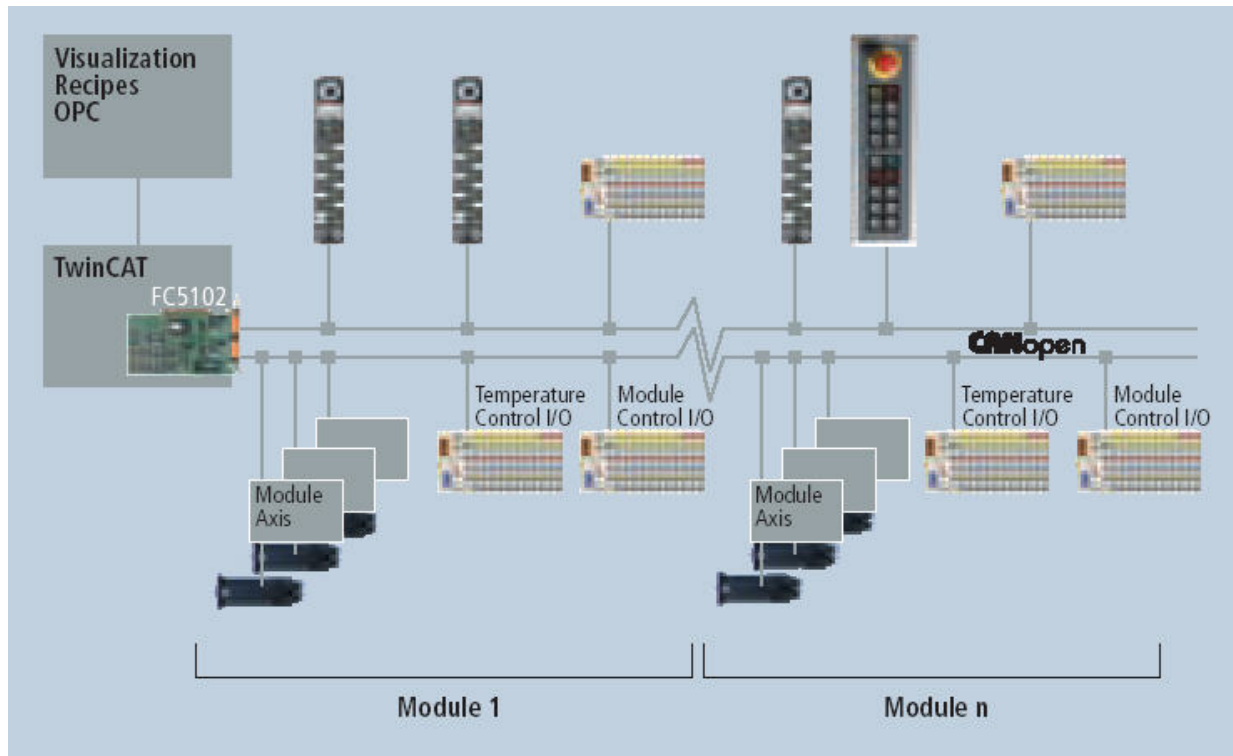 Visualization
Recipes
OPC
TwinCAT
FC5102
CANopen
Temperature
Control I/O
Module
Control I/O
Temperature
Control I/O
Module
Control I/O
Module
Axis
Module
Axis
Module 1
Module n